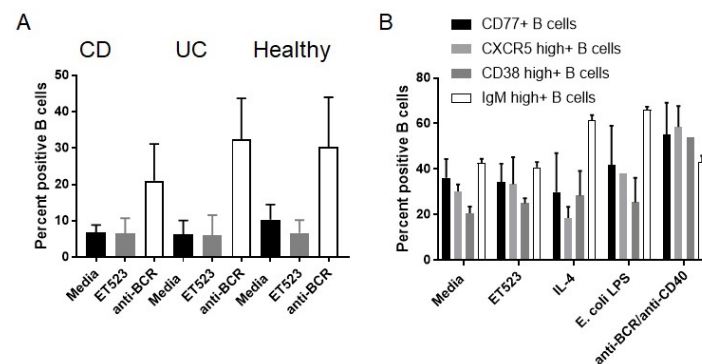 A
CD UC Healthy
Percent positive B cells
50
40
30
20
10
0
Media ET523 anti-BCR Media ET523 anti-BCR Media ET523 anti-BCR
B
CD77+ B cells
CXCR5 high+ B cells
CD38 high+ B cells
IgM high+ B cells
Percent positive B cells
80
60
40
20
0
Media ET523 IL-4 E. coli LPS anti-BCR/anti-CD40